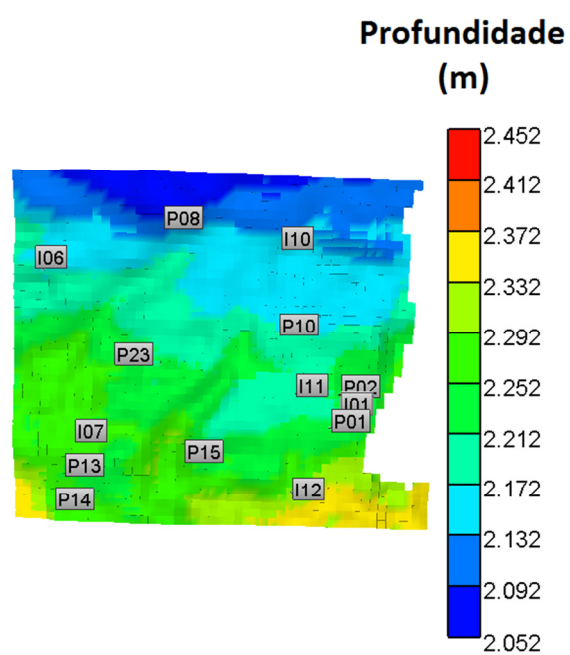 Profundidade
(m)
2.452
2.412
2.372
2.332
2.292
2.252
2.212
2.172
2.132
2.092
2.052
P08
I10
I06
P10
P23
I11
P02
I01
P01
I07
P15
P13
I12
P14